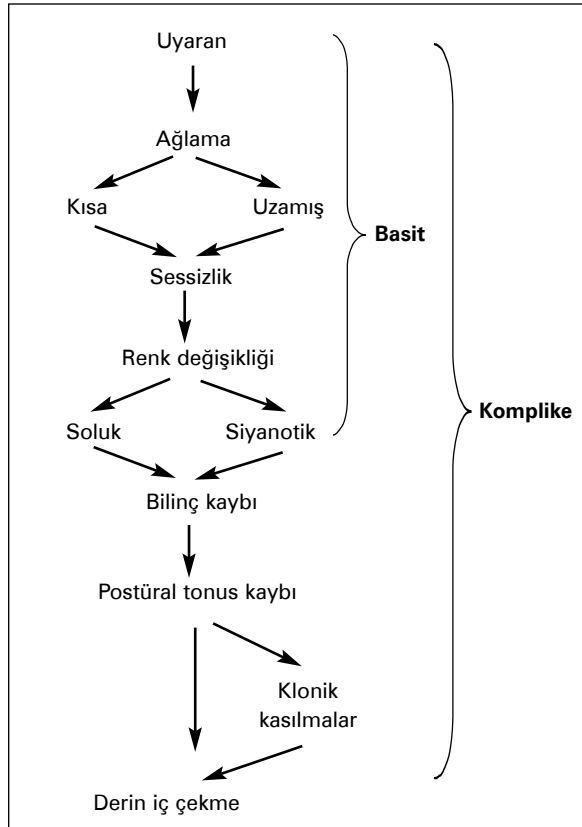 Uyaran
Ağlama
Kısa
Uzamış
Basit
Sessizlik
Renk değişikliği
Komplike
Soluk
Siyanotik
Bilinç kaybı
Postüral tonus kaybı
Klonik
kasılmalar
Derin iç çekme